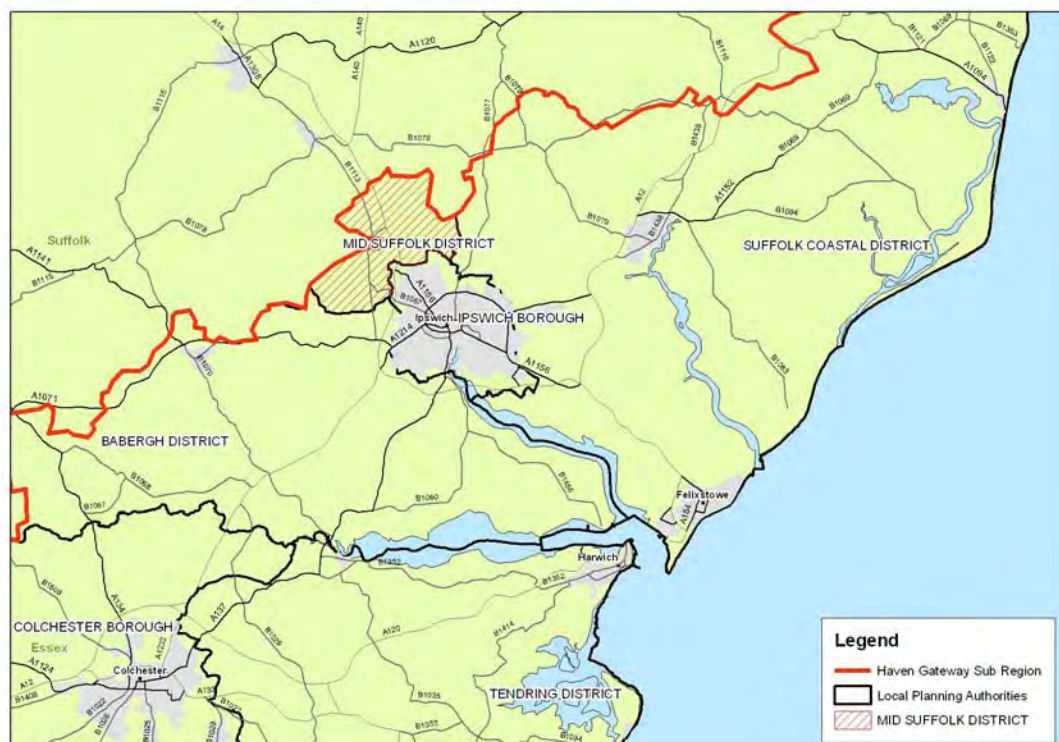 A14
A140
A1120
A1308
B1115
A140
B1077
B1079
B1116
B1121
B1069
B1353
B1122
A1094
B1078
B1113
B1438
B1069
A12
A1152
B1079
B1438
B1084
Suffolk
B1078
A1141
B1115
MID SUFFOLK DISTRICT
SUFFOLK COASTAL DISTRICT
A1156
B1067
Ipswich
IPSWICH BOROUGH
A1214
A1156
B1083
B1070
A1071
BABERGH DISTRICT
B1068
B1087
B1080
B1456
Felixstowe
A154
Harwich
B1352
B1352
B1508
A134
A137
A120
B1414
COLCHESTER BOROUGH
Essex
A1232
B1029
A1124
Colchester
A12
B1408
A133
B1022
B1026
B1025
B1028
B1027
B1035
B1033
TENDRING DISTRICT
Legend
Haven Gateway Sub Region
Local Planning Authorities
MID SUFFOLK DISTRICT